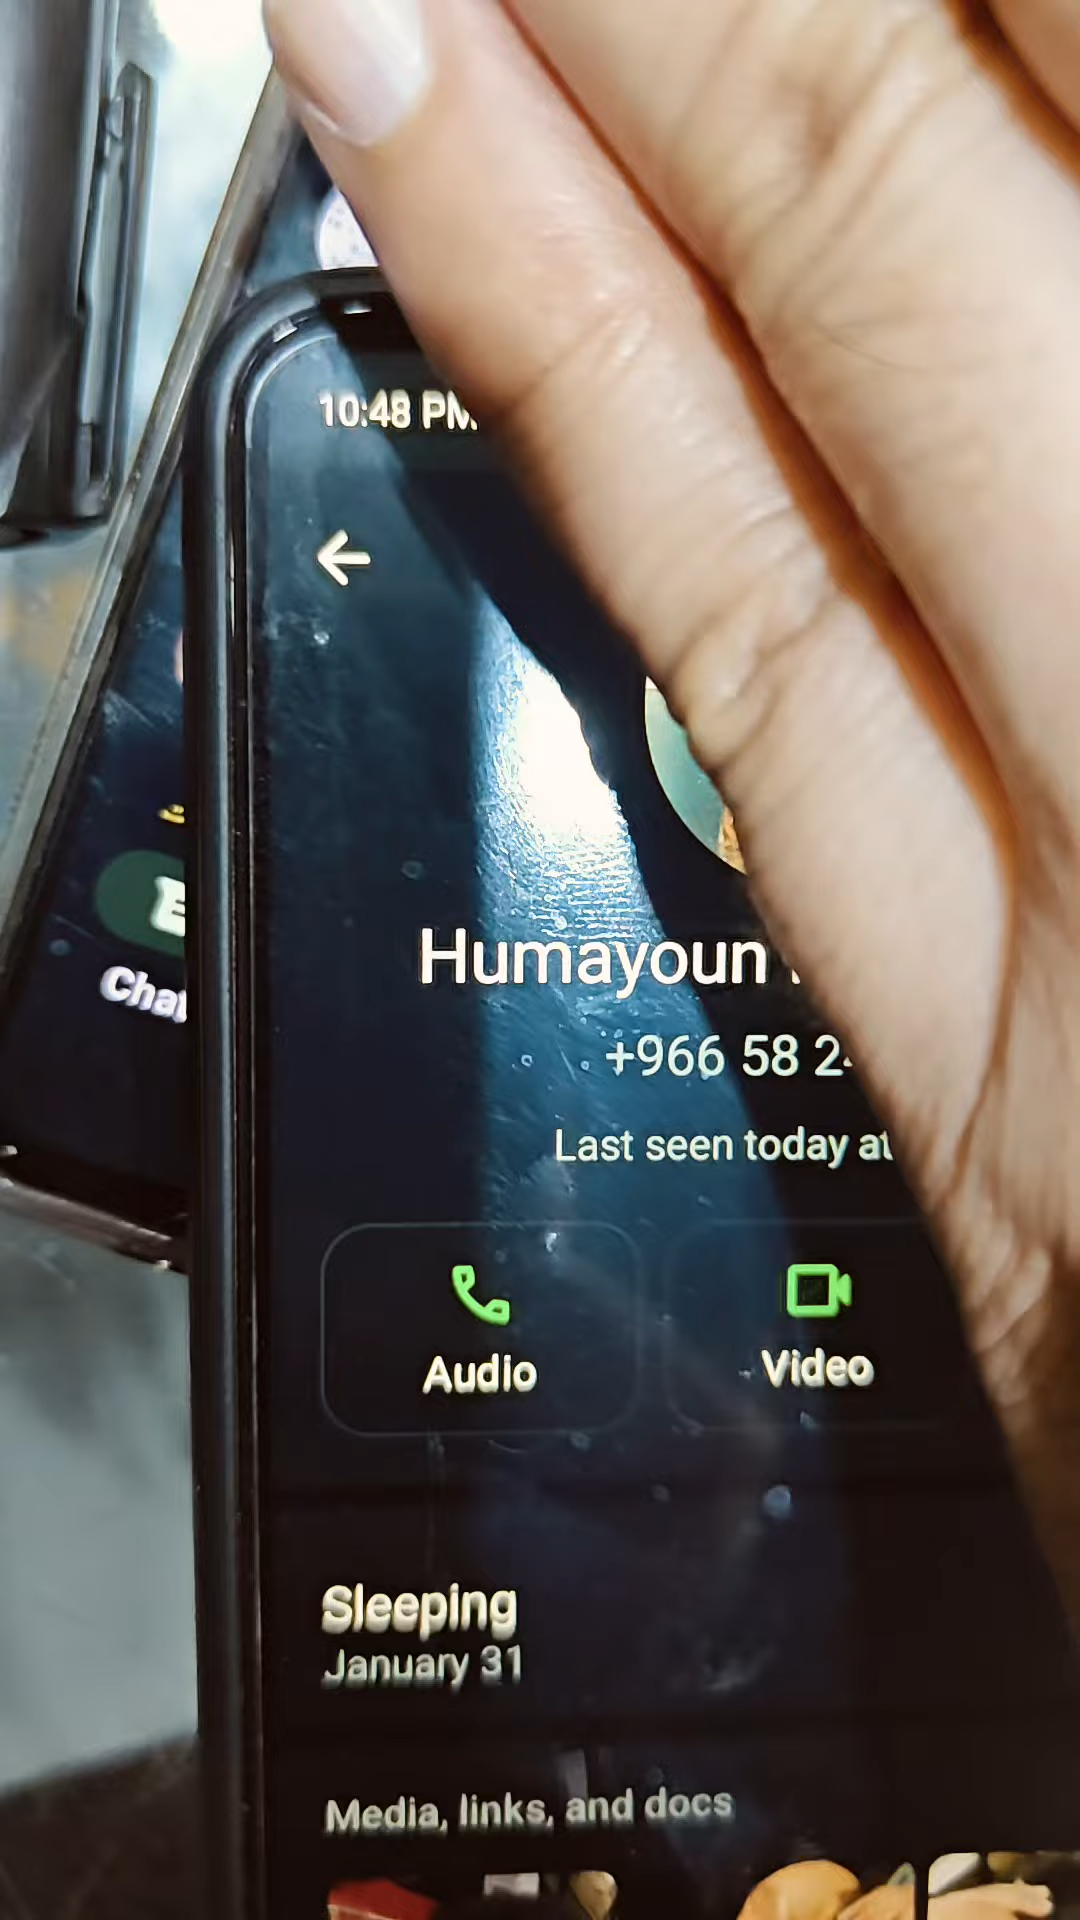 10:48 PM
Humayoun
+966 58 2
Last seen today at
Audio
Video
Sleeping
January 31
Media, links, and docs